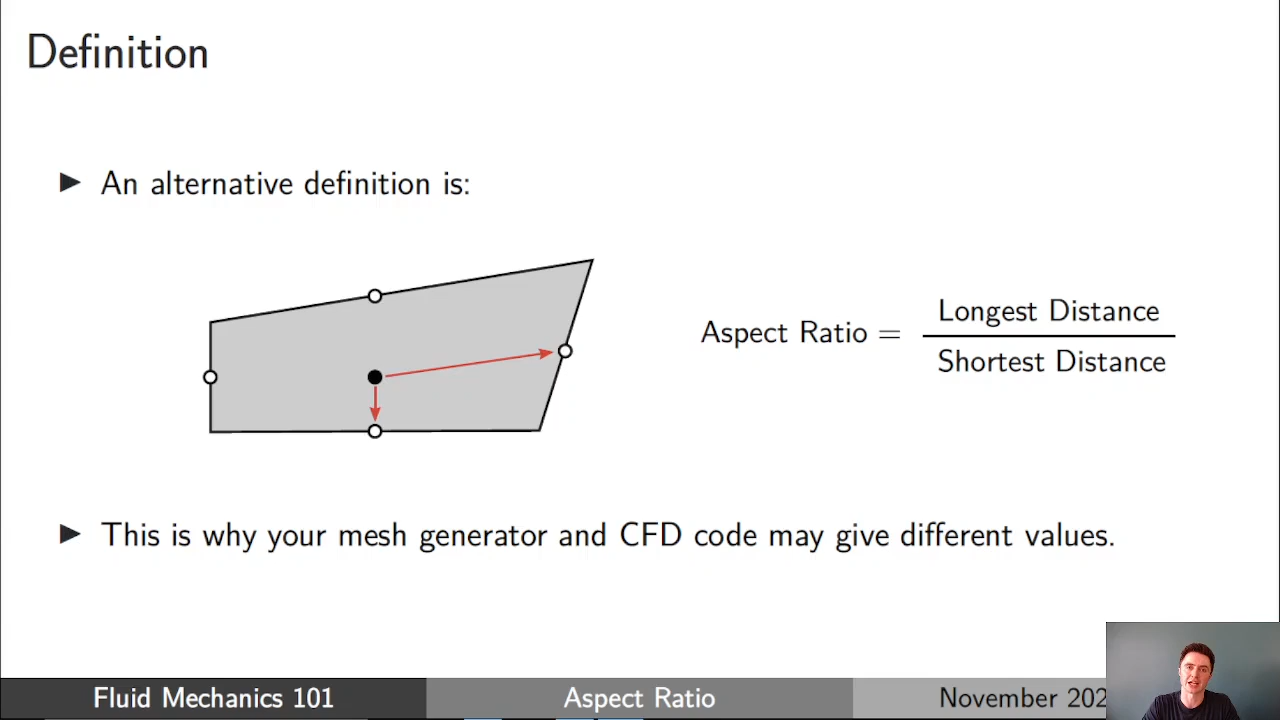 Definition
► An alternative definition is:
Aspect Ratio = Longest Distance
Shortest Distance
► This is why your mesh generator and CFD code may give different values.
Fluid Mechanics 101 Aspect Ratio November